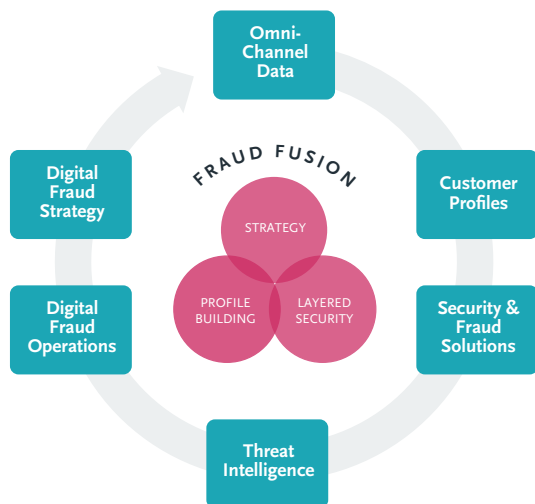 Omni-
Channel
Data
FRAUD FUSION
Digital
Fraud
Strategy
Customer
Profiles
STRATEGY
PROFILE
BUILDING
LAYERED
SECURITY
Digital
Fraud
Operations
Security &
Fraud
Solutions
Threat
Intelligence